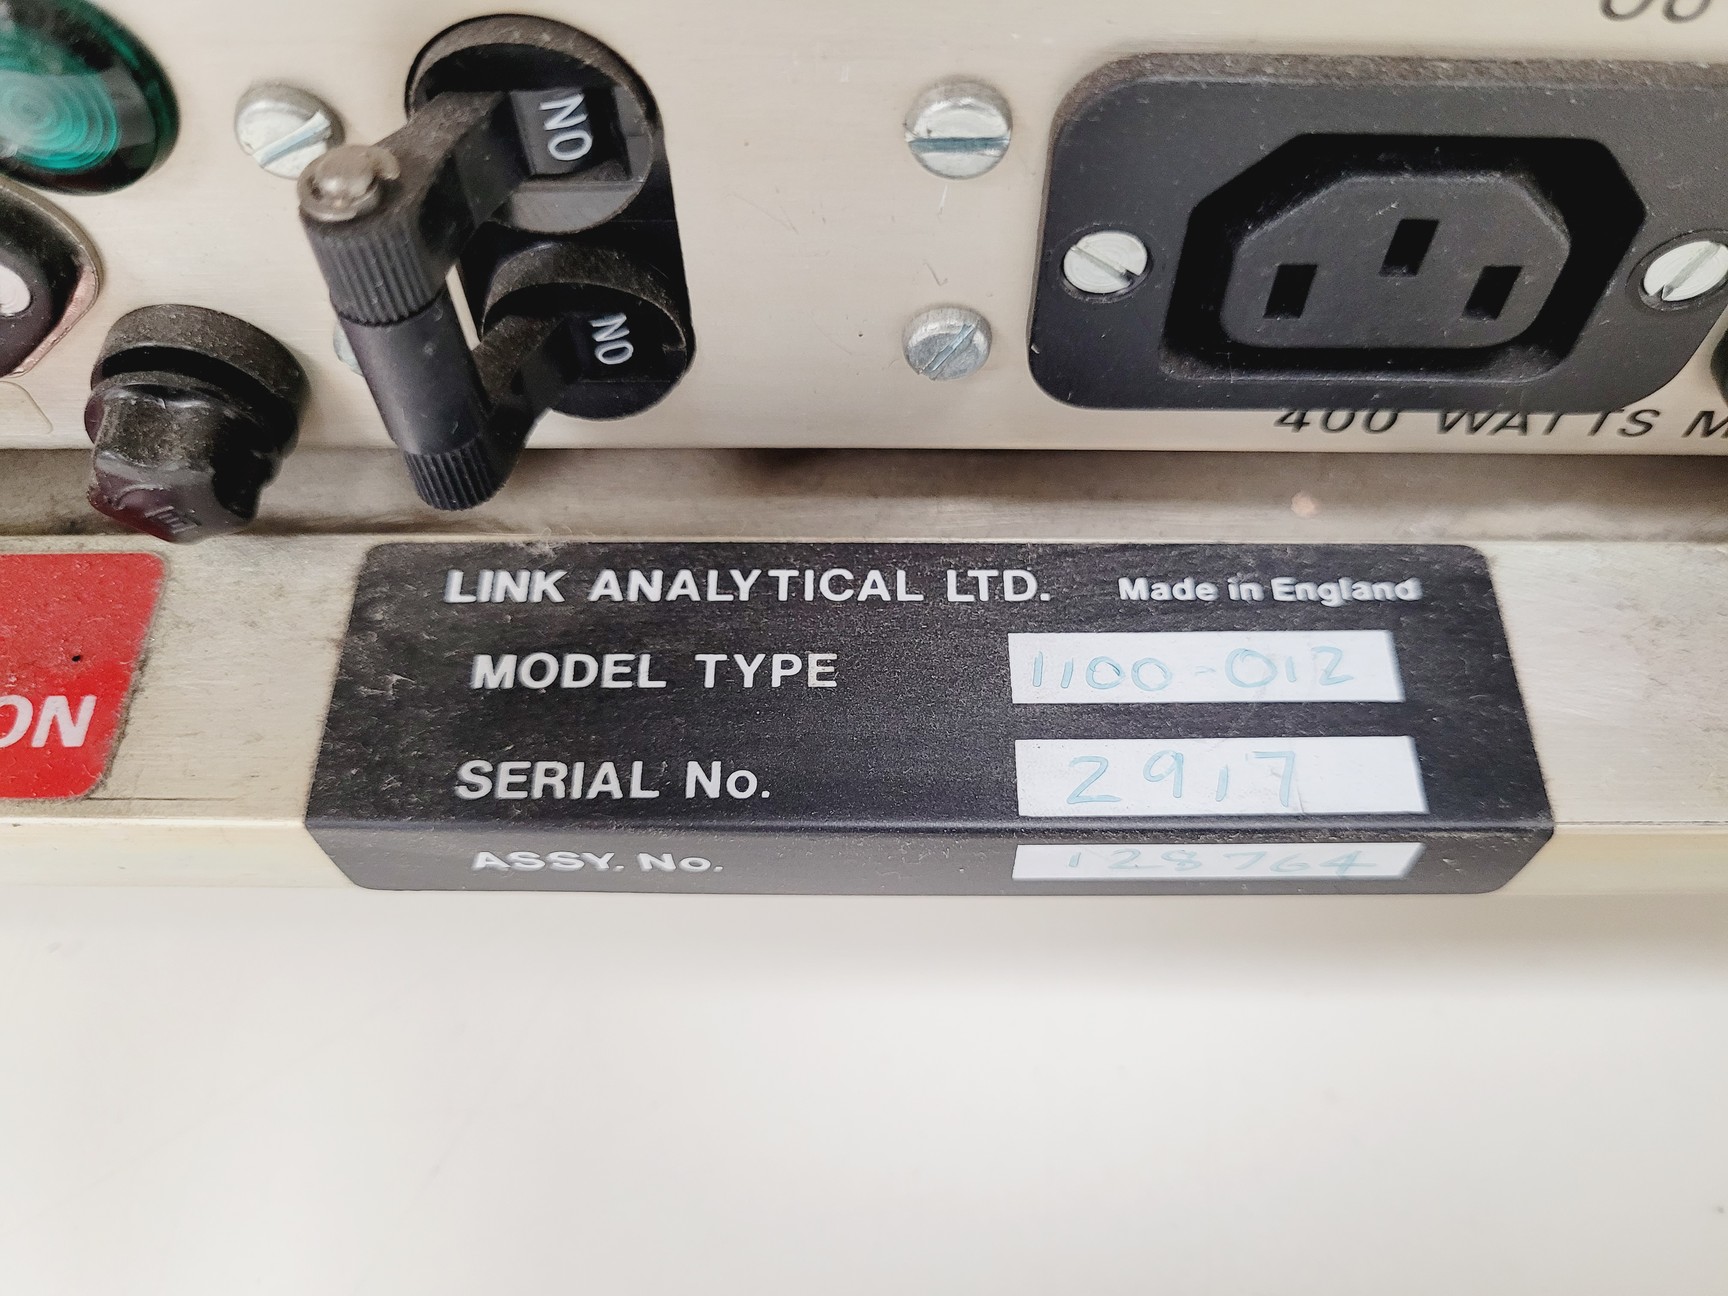 ON
ON
400 WATTS M
ON
LINK ANALYTICAL LTD. Made in England
MODEL TYPE 1100-012
SERIAL No. 2917
ASSY. No. 128764